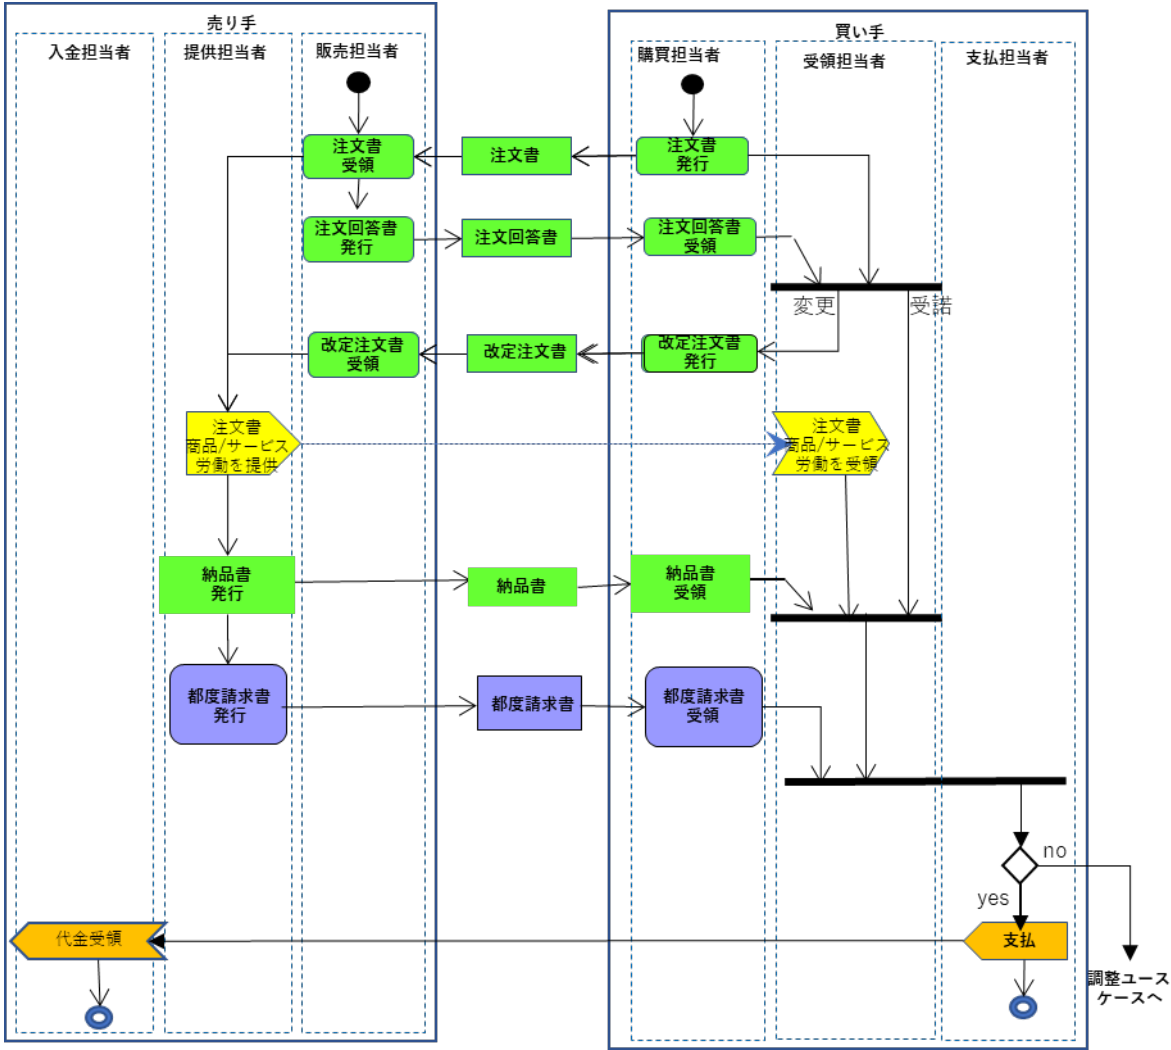 売り手
買い手
入金担当者
提供担当者
販売担当者
購買担当者
受領担当者
支払担当者
注文書
受領
注文書
注文書
発行
注文回答書
発行
注文回答書
注文回答書
受領
変更
受諾
改定注文書
受領
改定注文書
改定注文書
発行
注文書
商品/サービス
労働を提供
注文書
商品/サービス
労働を受領
納品書
発行
納品書
納品書
受領
都度請求書
発行
都度請求書
都度請求書
受領
no
yes
代金受領
支払
調整ユース
ケースへ